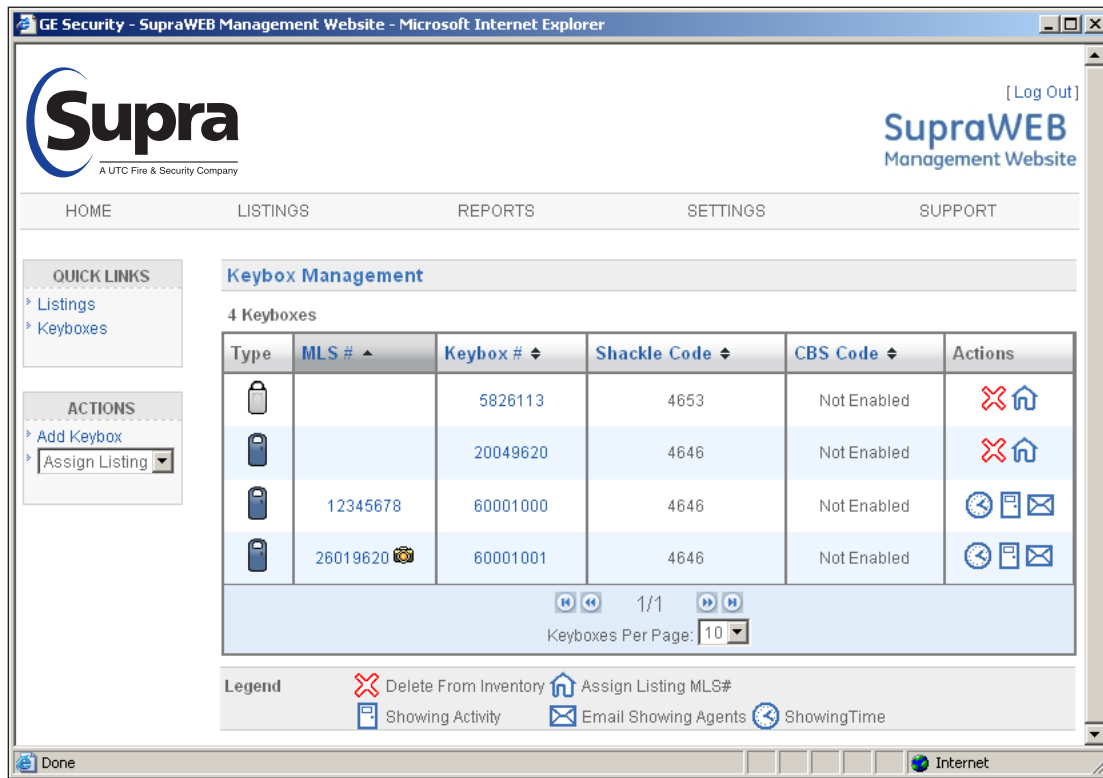 GE Security - SupraWEB Management Website - Microsoft Internet Explorer
Supra
A UTC Fire & Security Company
[ Log Out ]
SupraWEB
Management Website
HOME LISTINGS REPORTS SETTINGS SUPPORT
QUICK LINKS
Listings
Keyboxes
ACTIONS
Add Keybox
Assign Listing
Keybox Management
4 Keyboxes
Type MLS # Keybox # Shackle Code CBS Code Actions
5826113 4653 Not Enabled
20049620 4646 Not Enabled
12345678 60001000 4646 Not Enabled
26019620 60001001 4646 Not Enabled
1/1
Keyboxes Per Page: 10
Legend Delete From Inventory Assign Listing MLS#
Showing Activity Email Showing Agents ShowingTime
Done Internet